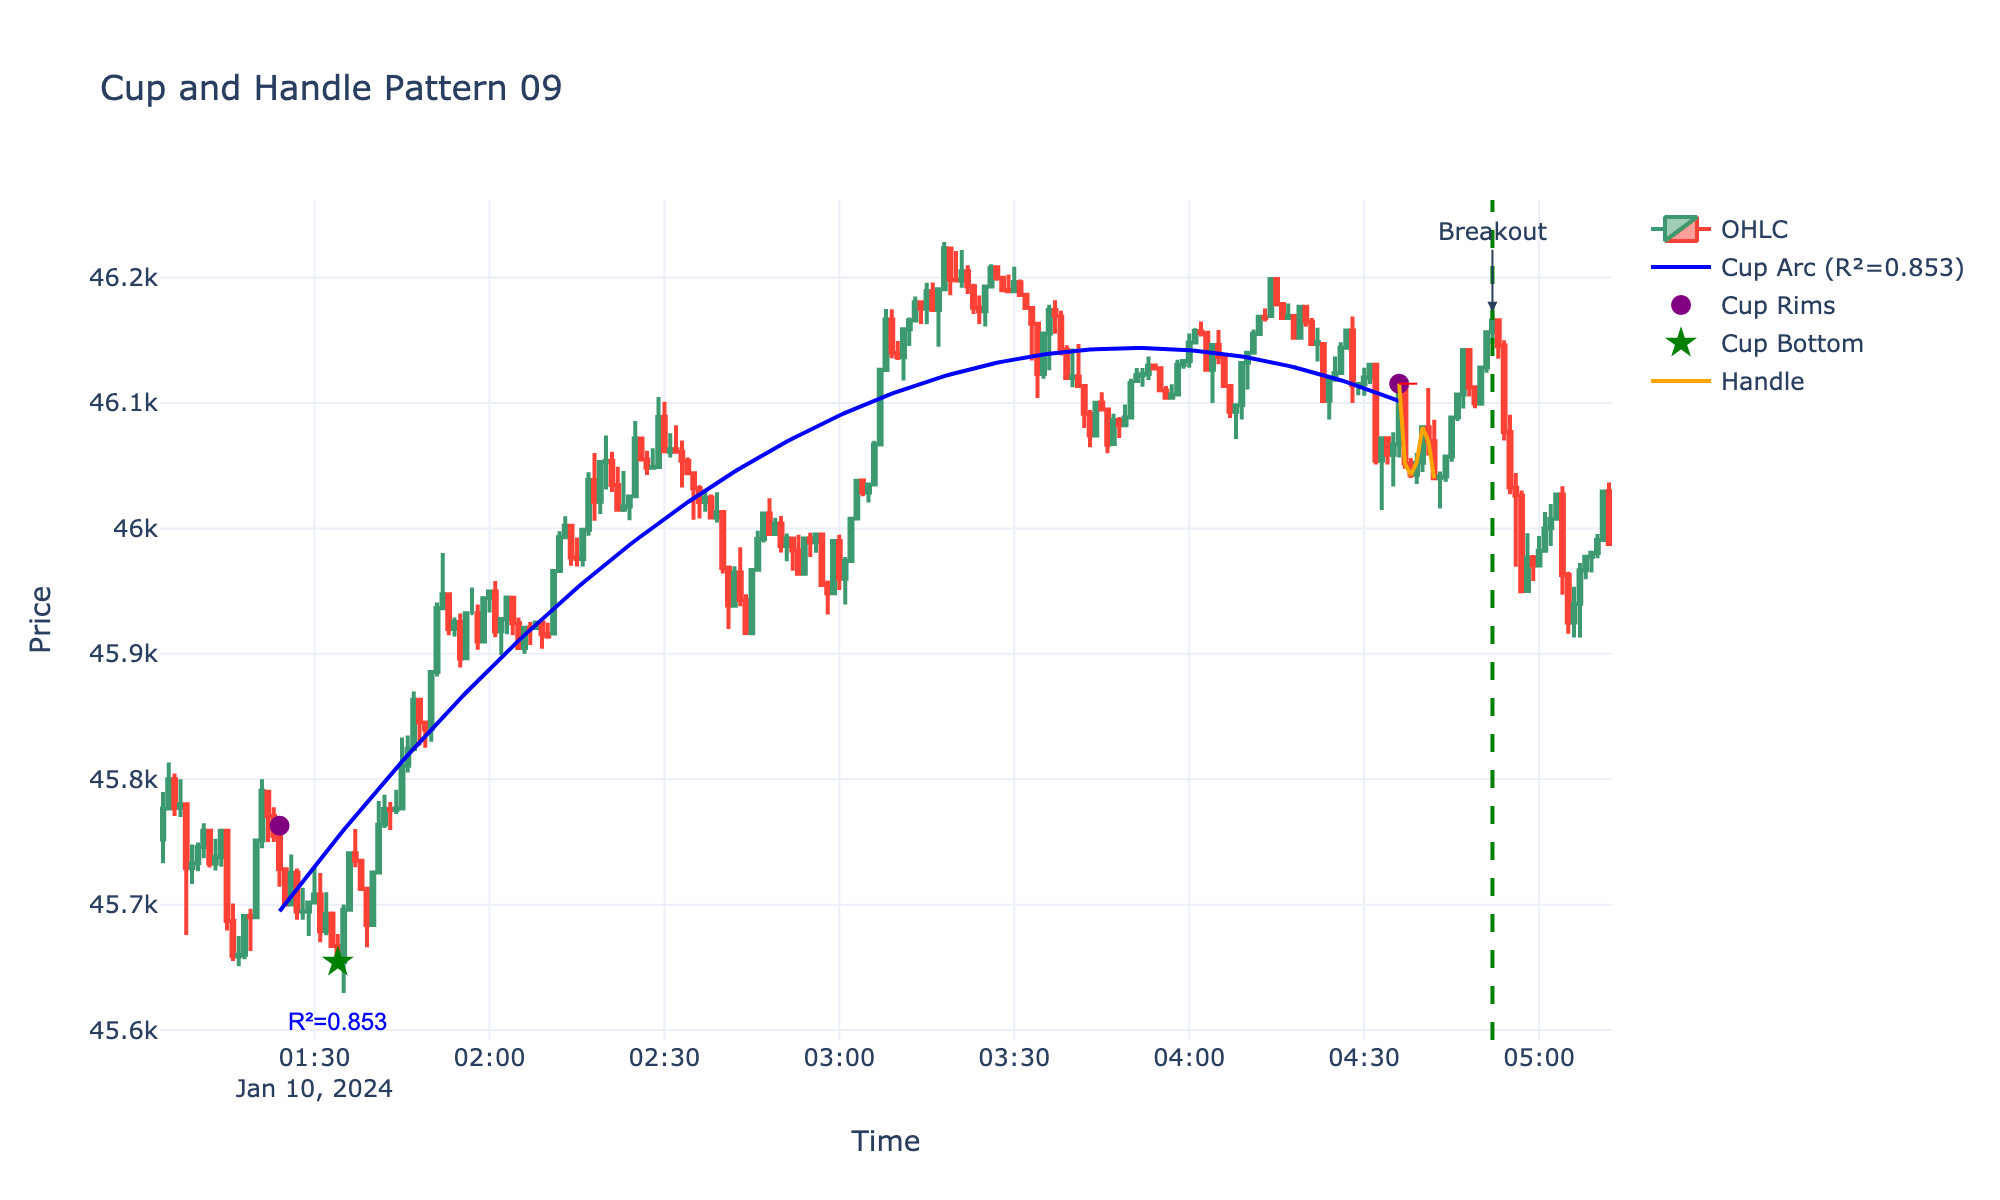 Cup and Handle Pattern 09
Breakout
OHLC
Cup Arc (R²=0.853)
Cup Rims
Cup Bottom
Handle
46.2k
46.1k
46k
45.9k
45.8k
45.7k
45.6k
Price
R²=0.853
01:30
Jan 10, 2024
02:00
02:30
03:00
03:30
04:00
04:30
05:00
Time